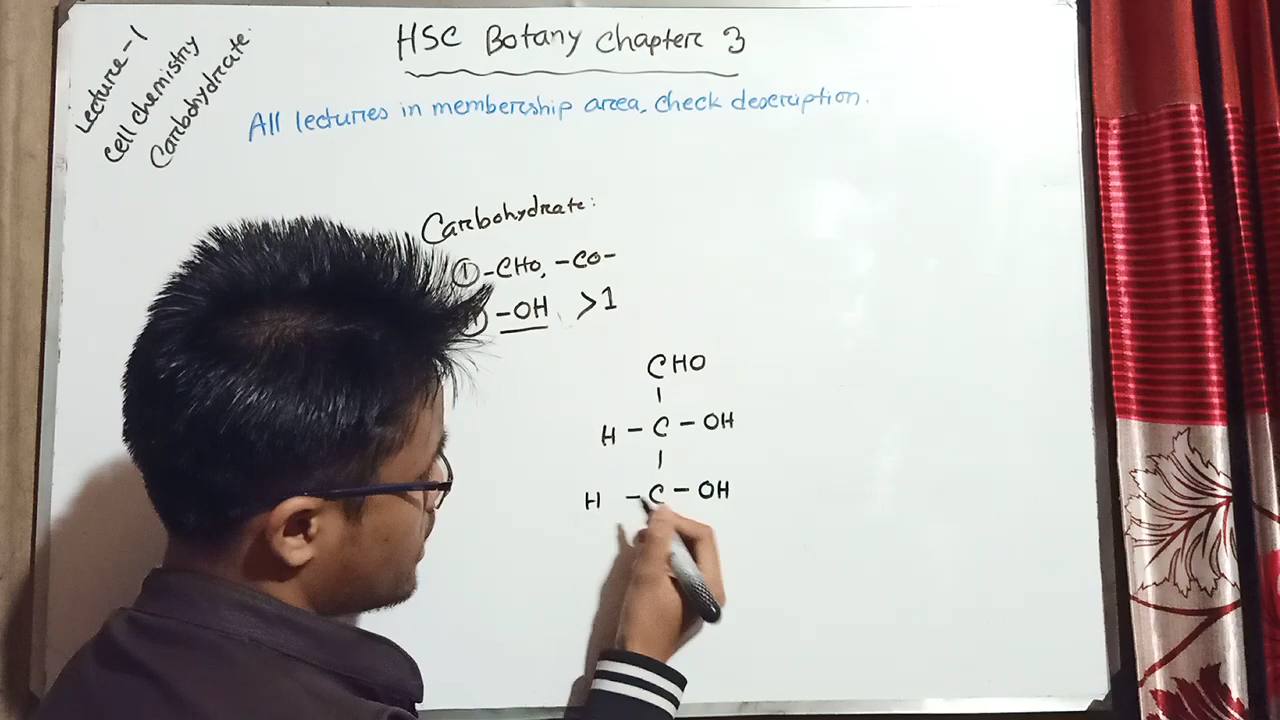 Lecture-1
Cell chemistry
Carbohydrate.
HSC Botany Chapter 3
All lectures in membership area, check description.
Carbohydrate:
① -CHO, -CO-
-OH >1
CHO
H - C - OH
H - C - OH